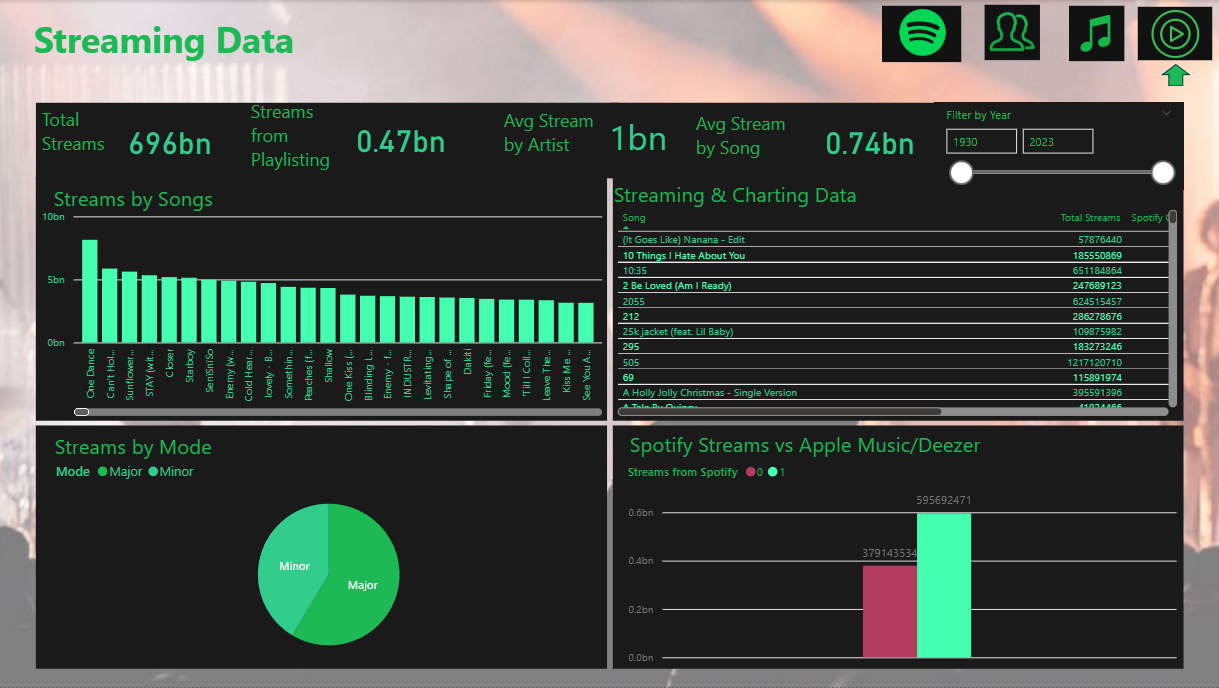 Streaming Data
Total
Streams
696bn
Streams
from
Playlisting
0.47bn
Avg Stream
by Artist
1bn
Avg Stream
by Song
0.74bn
Filter by Year
1930
2023
Streams by Songs
10bn
5bn
0bn
One Dance
Can't Hol...
Sunflower...
STAY (wit...
Closer
Starboy
Seï¿½ï¿½o
Enemy (w...
Cold Hear...
lovely - B...
Somethin...
Peaches (f...
Shallow
One Kiss (...
Blinding L...
Enemy - f...
INDUSTR...
Levitating...
Shape of ...
Dakiti
Friday (fe...
Mood (fe...
'Till I Coll...
Leave The...
Kiss Me ...
See You A...
Streaming & Charting Data
Song Total Streams Spotify
(It Goes Like) Nanana - Edit 57876440
10 Things I Hate About You 185550869
10:35 651184864
2 Be Loved (Am I Ready) 247689123
2055 624515457
212 286278676
25k jacket (feat. Lil Baby) 109875982
295 183273246
505 1217120710
69 115891974
A Holly Jolly Christmas - Single Version 395591396
Streams by Mode
Mode Major Minor
Minor
Major
Spotify Streams vs Apple Music/Deezer
Streams from Spotify 0 1
595692471
379143534
0.6bn
0.4bn
0.2bn
0.0bn